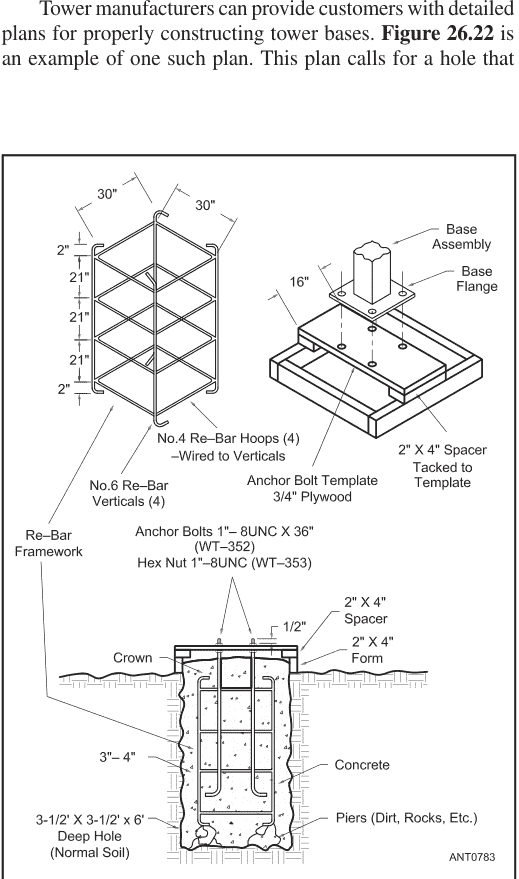 Tower manufacturers can provide customers with detailed
plans for properly constructing tower bases. Figure 26.22 is
an example of one such plan. This plan calls for a hole that
30"
30"
2"
21"
21"
21"
2"
No.4 Re–Bar Hoops (4)
–Wired to Verticals
No.6 Re–Bar
Verticals (4)
Re–Bar
Framework
Base
Assembly
Base
Flange
16"
2" X 4" Spacer
Tacked to
Template
Anchor Bolt Template
3/4" Plywood
Anchor Bolts 1"– 8UNC X 36"
(WT–352)
Hex Nut 1"–8UNC (WT–353)
1/2"
2" X 4"
Spacer
2" X 4"
Form
Crown
3"– 4"
Concrete
3-1/2' X 3-1/2' x 6'
Deep Hole
(Normal Soil)
Piers (Dirt, Rocks, Etc.)
ANT0783